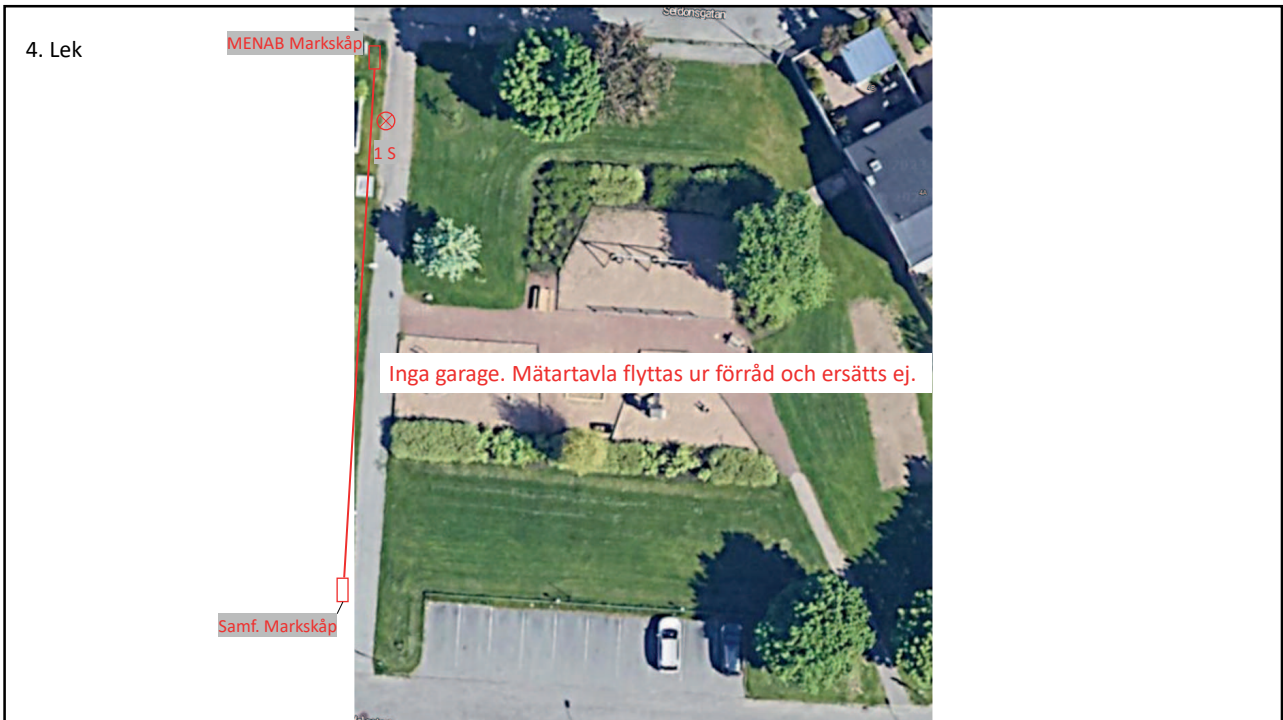 4. Lek
MENAB Markskåp
1 S
Inga garage. Mätartavla flyttas ur förråd och ersätts ej.
Samf. Markskåp